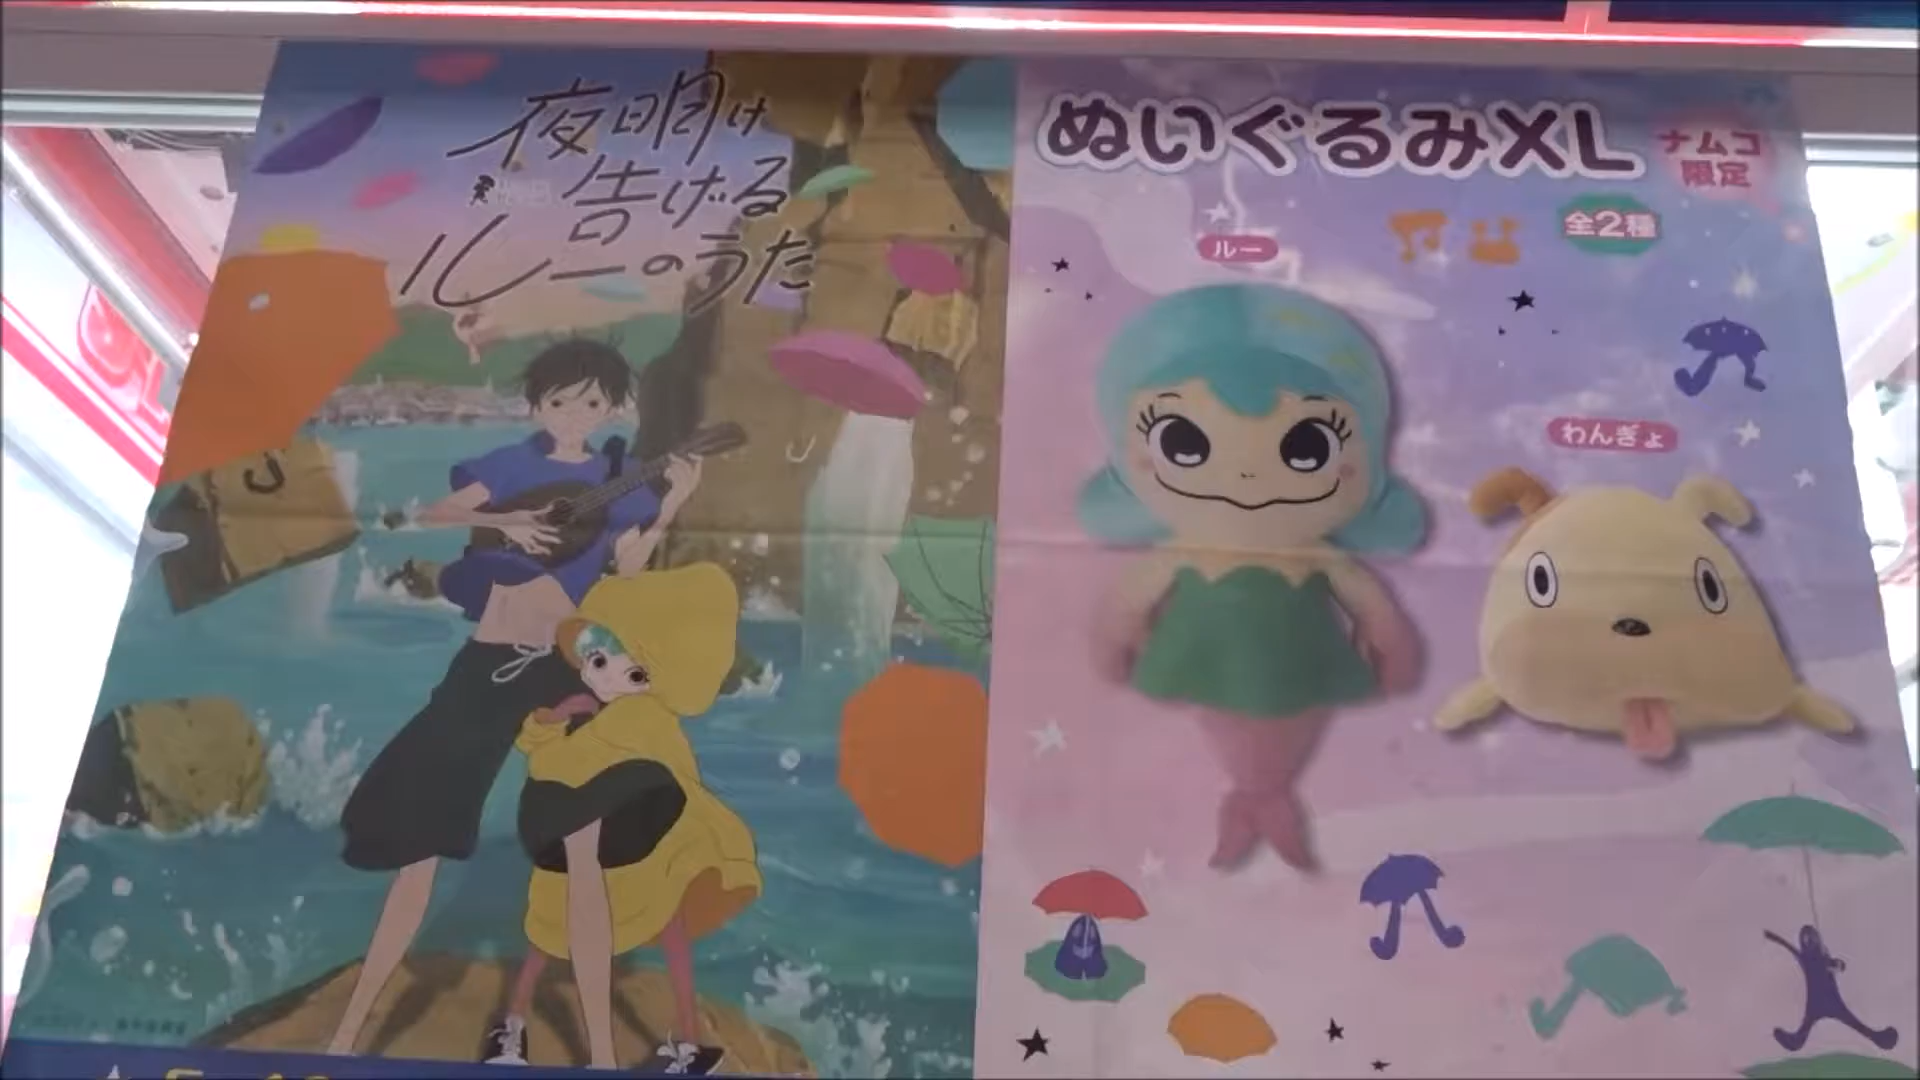 夜明け
告げる
ルーのうた
ぬいぐるみXL
ナムコ
限定
全2種
ルー
わんぎょ